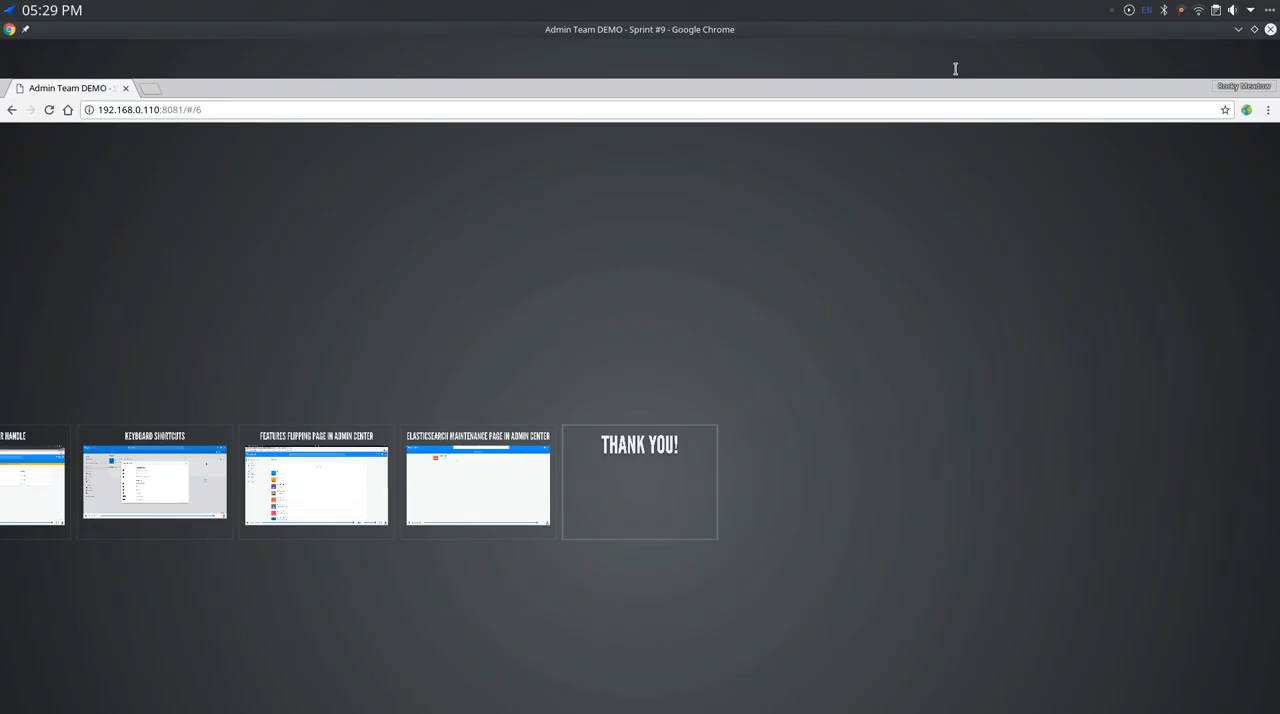 05:29 PM
EN
Admin Team DEMO - Sprint #9 - Google Chrome
Admin Team DEMO -
Rocky Meadow
192.168.0.110:8081/#/6
HANDLE
KEYBOARD SHORTCUTS
FEATURES FLIPPING PAGE IN ADMIN CENTER
ELASTICSEARCH MAINTENANCE PAGE IN ADMIN CENTER
THANK YOU!